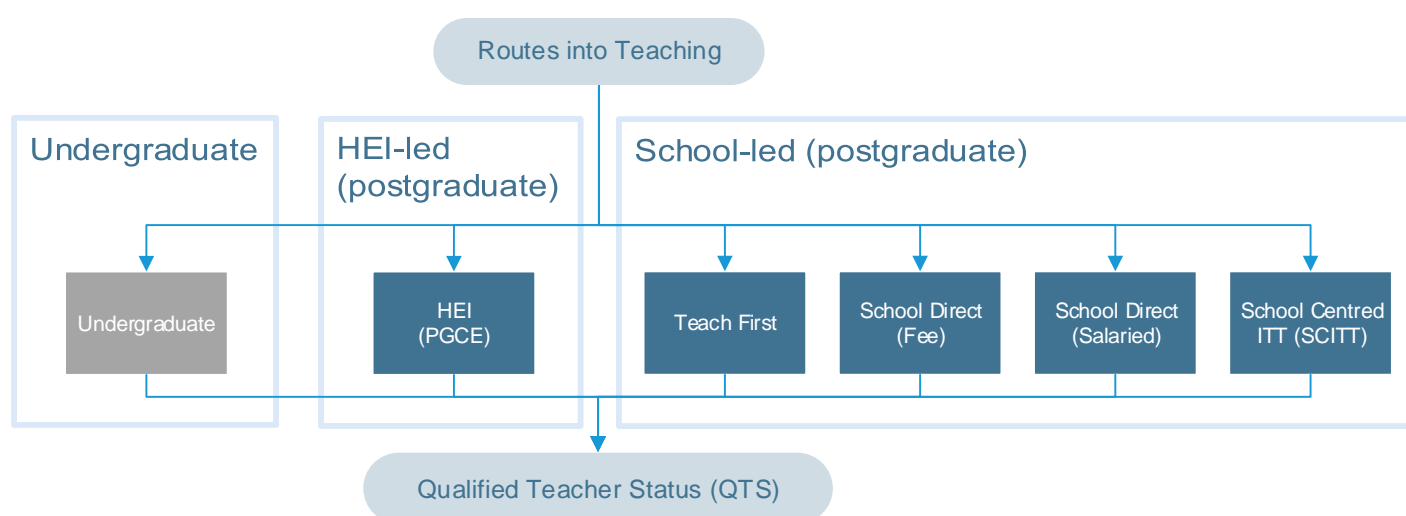 Routes into Teaching
Undergraduate
HEI-led
(postgraduate)
School-led (postgraduate)
Undergraduate
HEI
(PGCE)
Teach First
School Direct
(Fee)
School Direct
(Salaried)
School Centred
ITT (SCITT)
Qualified Teacher Status (QTS)